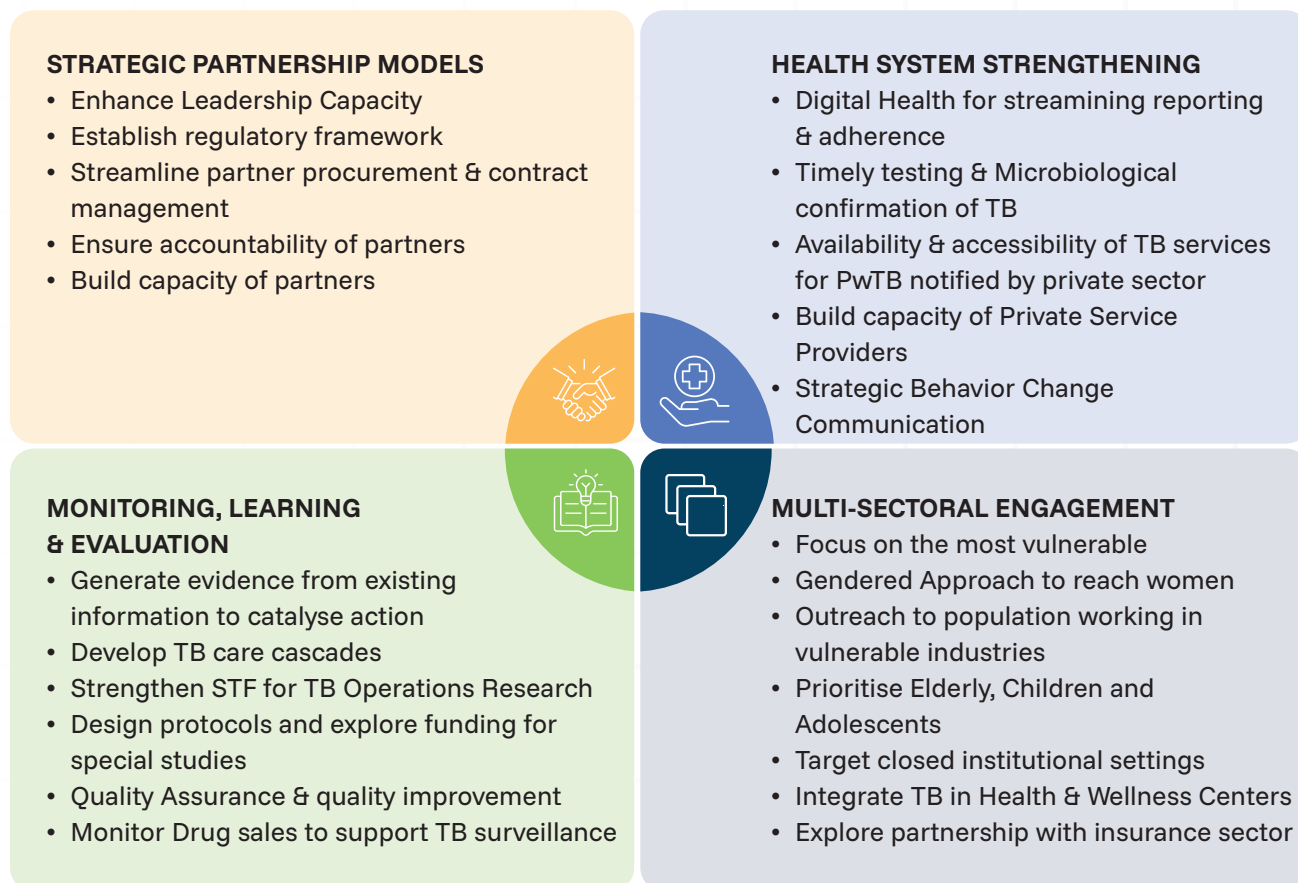 STRATEGIC PARTNERSHIP MODELS
• Enhance Leadership Capacity
• Establish regulatory framework
• Streamline partner procurement & contract
management
• Ensure accountability of partners
• Build capacity of partners
HEALTH SYSTEM STRENGTHENING
• Digital Health for streamining reporting
& adherence
• Timely testing & Microbiological
confirmation of TB
• Availability & accessibility of TB services
for PwTB notified by private sector
• Build capacity of Private Service
Providers
• Strategic Behavior Change
Communication
MONITORING, LEARNING
& EVALUATION
• Generate evidence from existing
information to catalyse action
• Develop TB care cascades
• Strengthen STF for TB Operations Research
• Design protocols and explore funding for
special studies
• Quality Assurance & quality improvement
• Monitor Drug sales to support TB surveillance
MULTI-SECTORAL ENGAGEMENT
• Focus on the most vulnerable
• Gendered Approach to reach women
• Outreach to population working in
vulnerable industries
• Prioritise Elderly, Children and
Adolescents
• Target closed institutional settings
• Integrate TB in Health & Wellness Centers
• Explore partnership with insurance sector